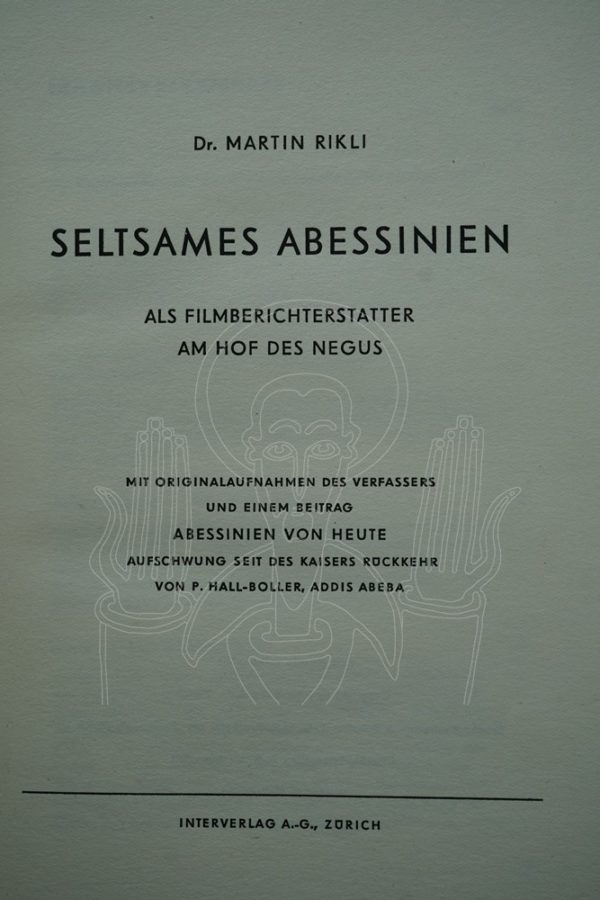 Dr. MARTIN RIKLI
SELTSAMES ABESSINIEN
ALS FILMBERICHTERSTATTER
AM HOF DES NEGUS
MIT ORIGINALAUFNAHMEN DES VERFASSERS
UND EINEM BEITRAG
ABESSINIEN VON HEUTE
AUFSCHWUNG SEIT DES KAISERS RÜCKKEHR
VON P. HALL-BOLLER, ADDIS ABEBA
INTERVERLAG A.-G., ZÜRICH